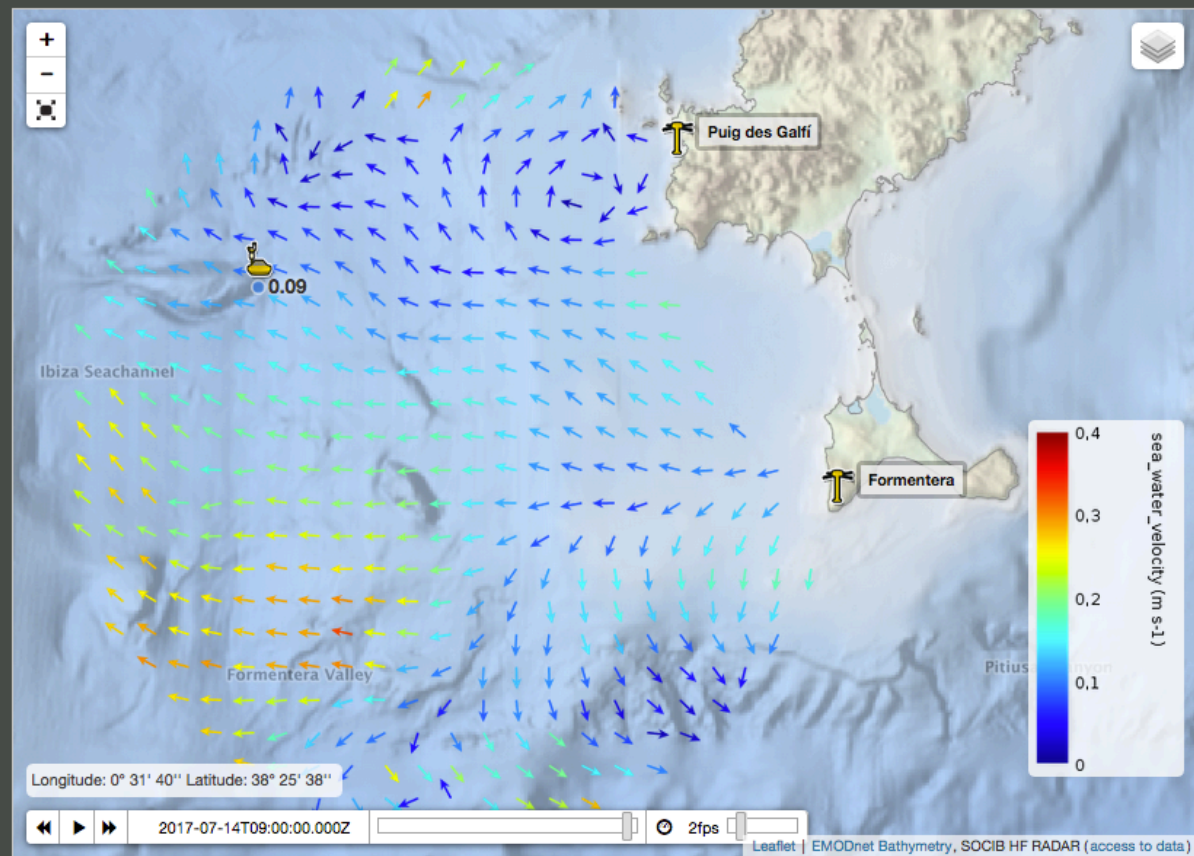 +
−
Puig des Galfí
0.09
Ibiza Seachannel
Formentera
0.4
0.3
0.2
0.1
0
sea_water_velocity (m s-1)
Formentera Valley
Longitude: 0° 31' 40'' Latitude: 38° 25' 38''
2017-07-14T09:00:00.000Z
2fps
Leaflet | EMODnet Bathymetry, SOCIB HF RADAR (access to data)